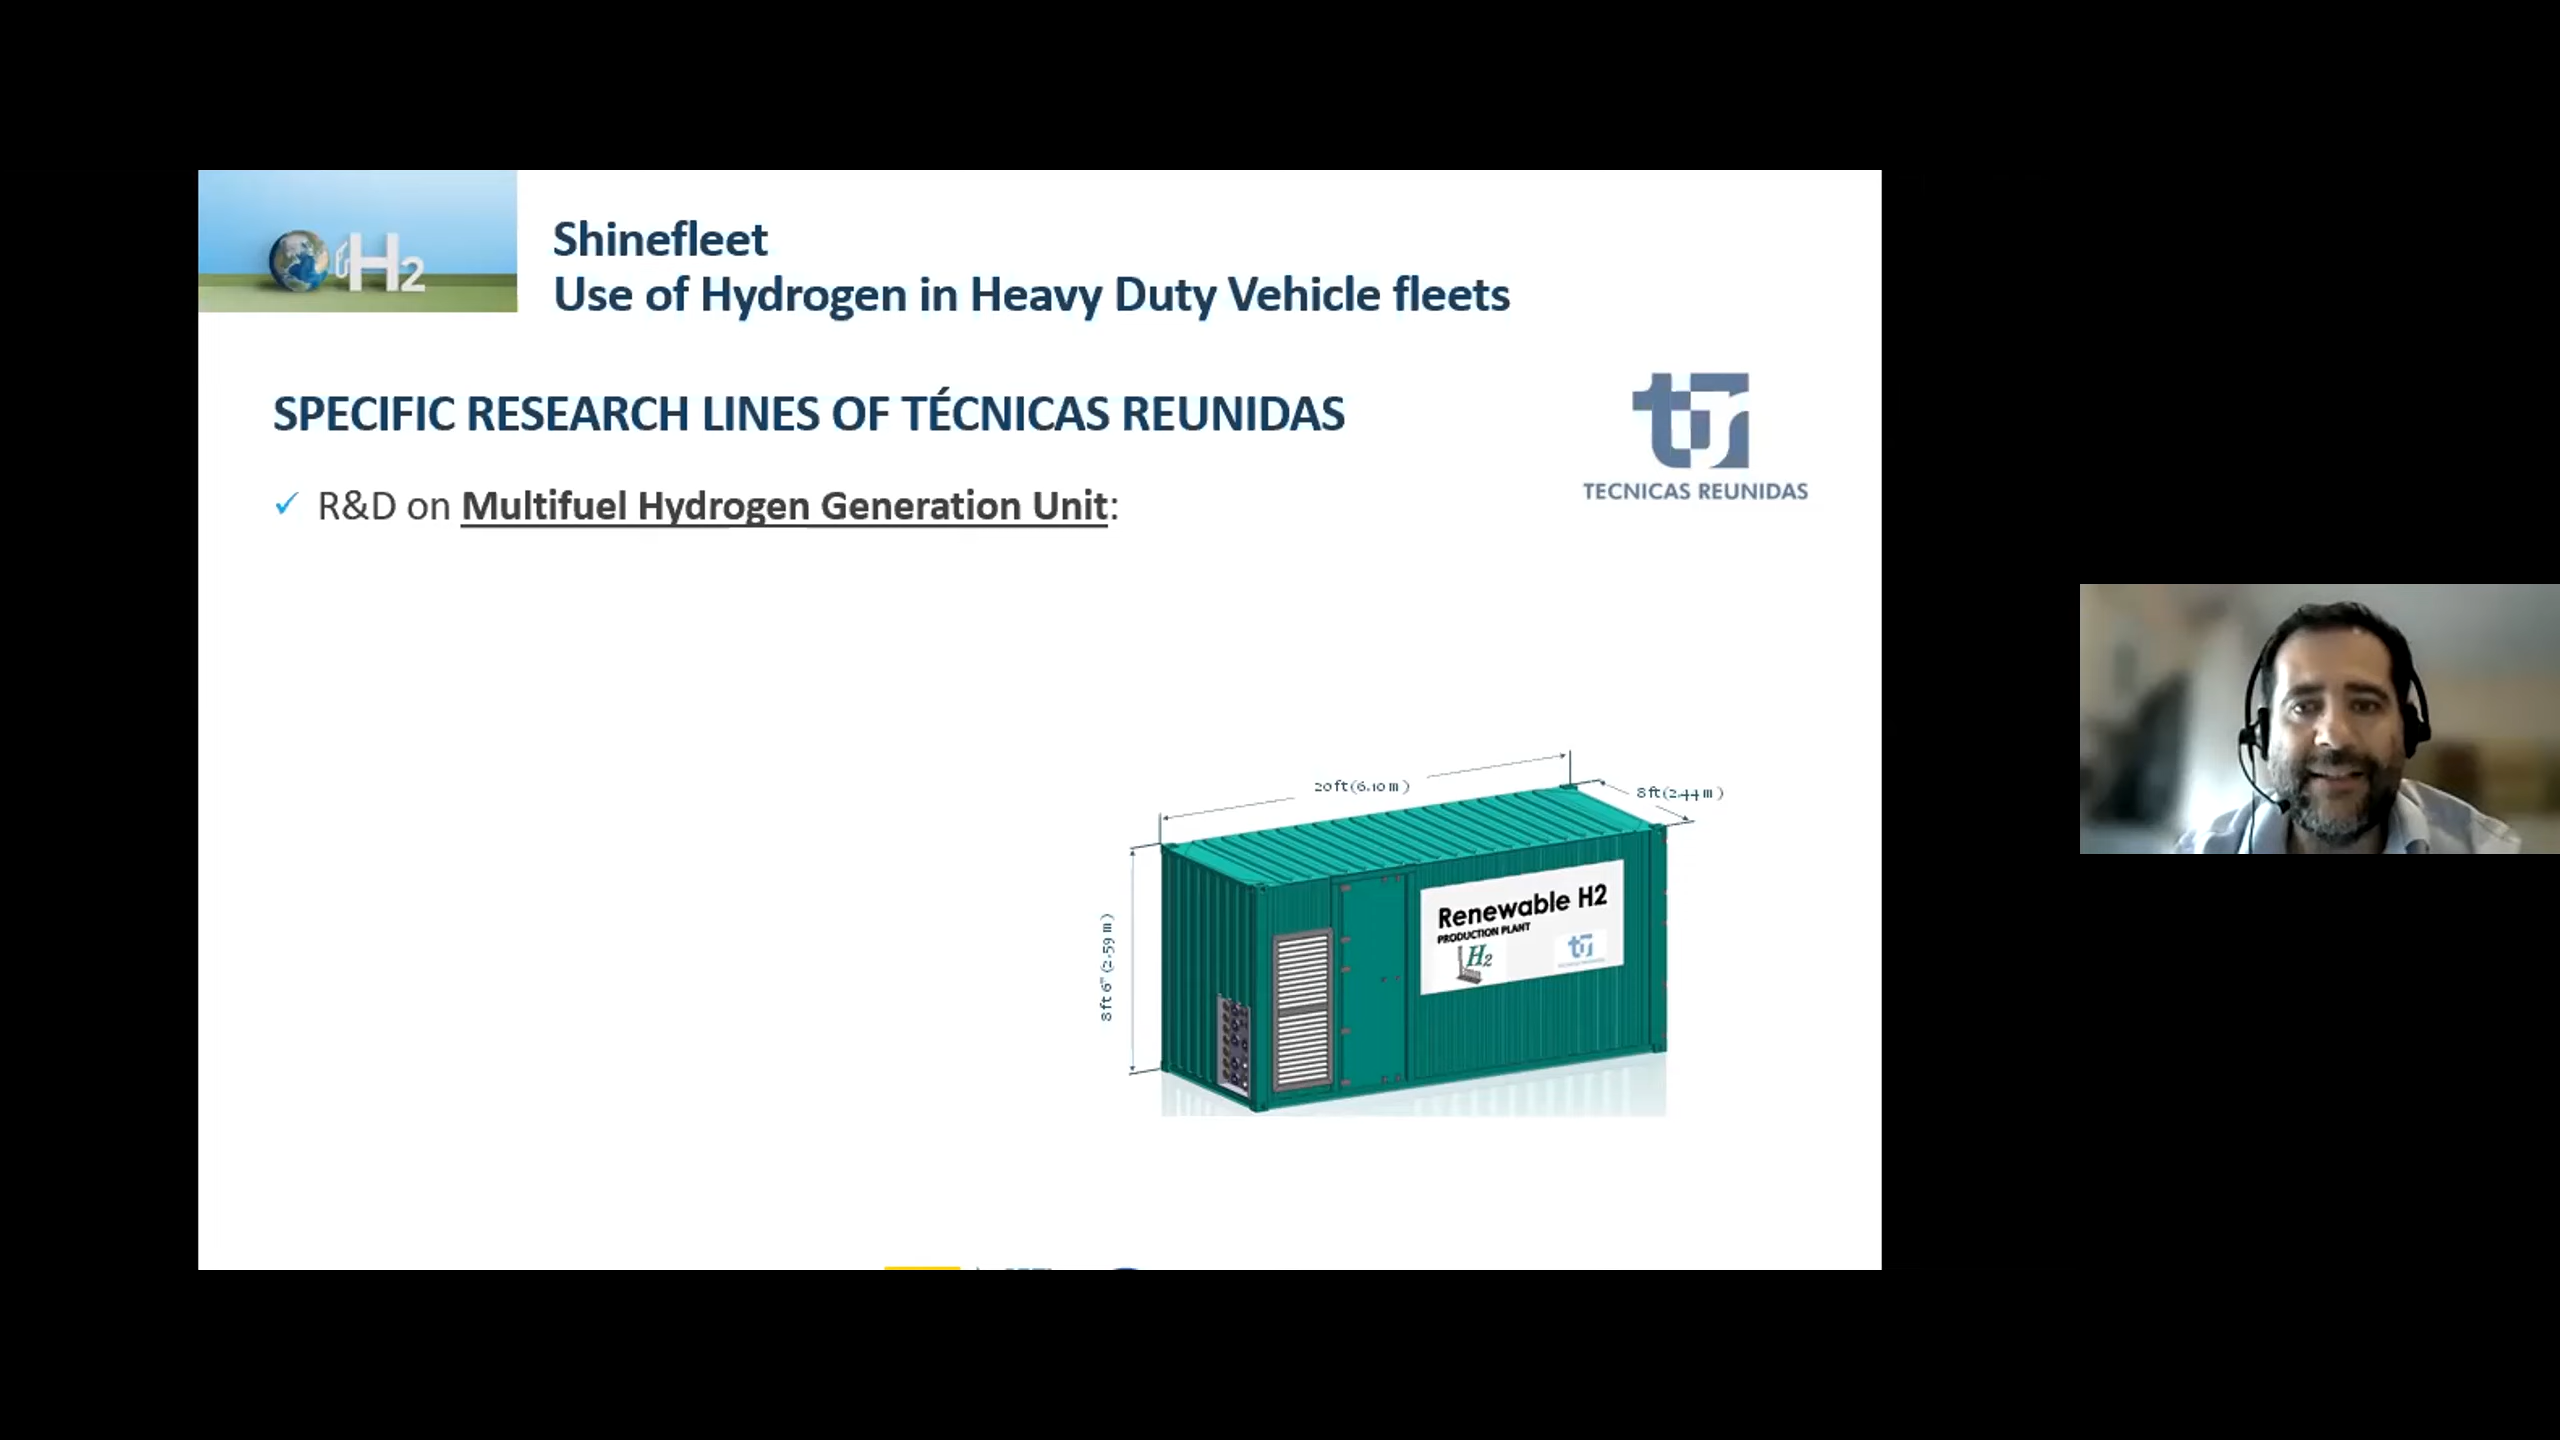 H2
Shinefleet
Use of Hydrogen in Heavy Duty Vehicle fleets
SPECIFIC RESEARCH LINES OF TÉCNICAS REUNIDAS
tr
TECNICAS REUNIDAS
✓ R&D on Multifuel Hydrogen Generation Unit:
20ft(6.10 m)
8ft(2.44 m)
8ft 6" (2.59 m)
Renewable H2
PRODUCTION PLANT
H2
tr